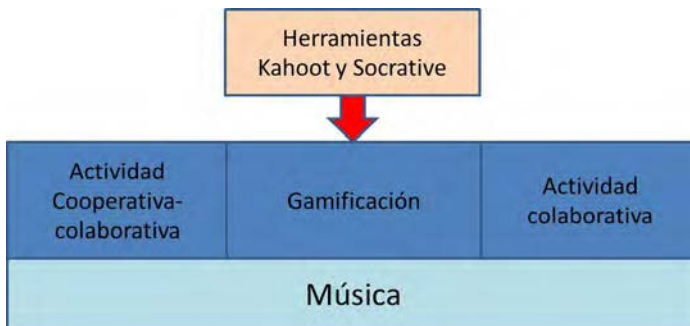 Herramientas
Kahoot y Socrative
Actividad
Cooperativa-
colaborativa
Gamificación
Actividad
colaborativa
Música